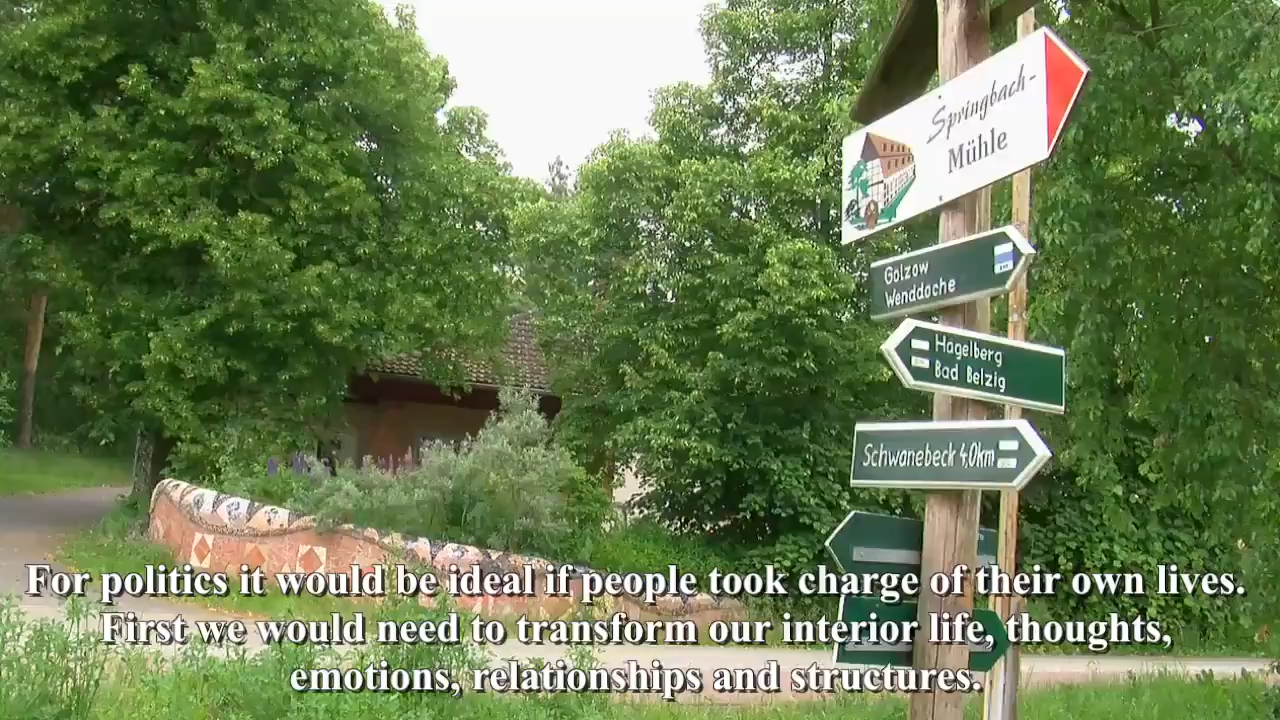 Springbach-
Mühle
Golzow
Wenddoche
Hagelberg
Bad Belzig
Schwanebeck 4,0km
For politics it would be ideal if people took charge of their own lives.
First we would need to transform our interior life, thoughts,
emotions, relationships and structures.